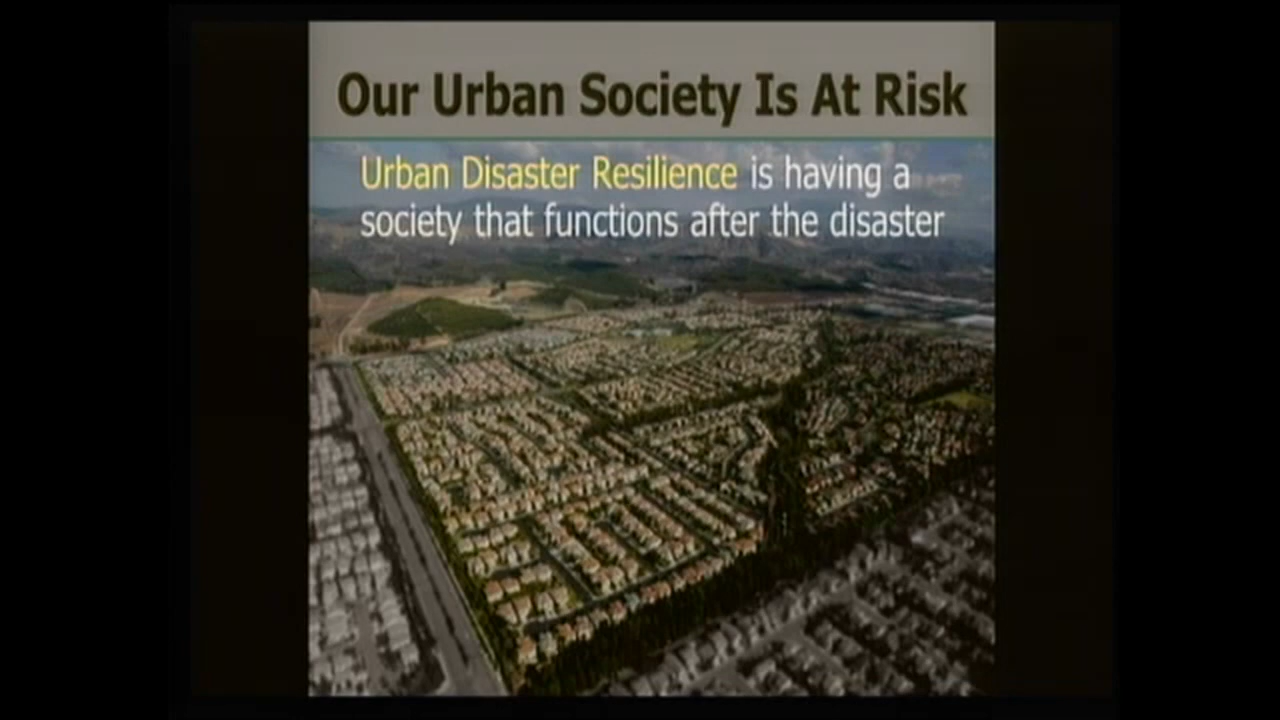 Our Urban Society Is At Risk
Urban Disaster Resilience is having a
society that functions after the disaster